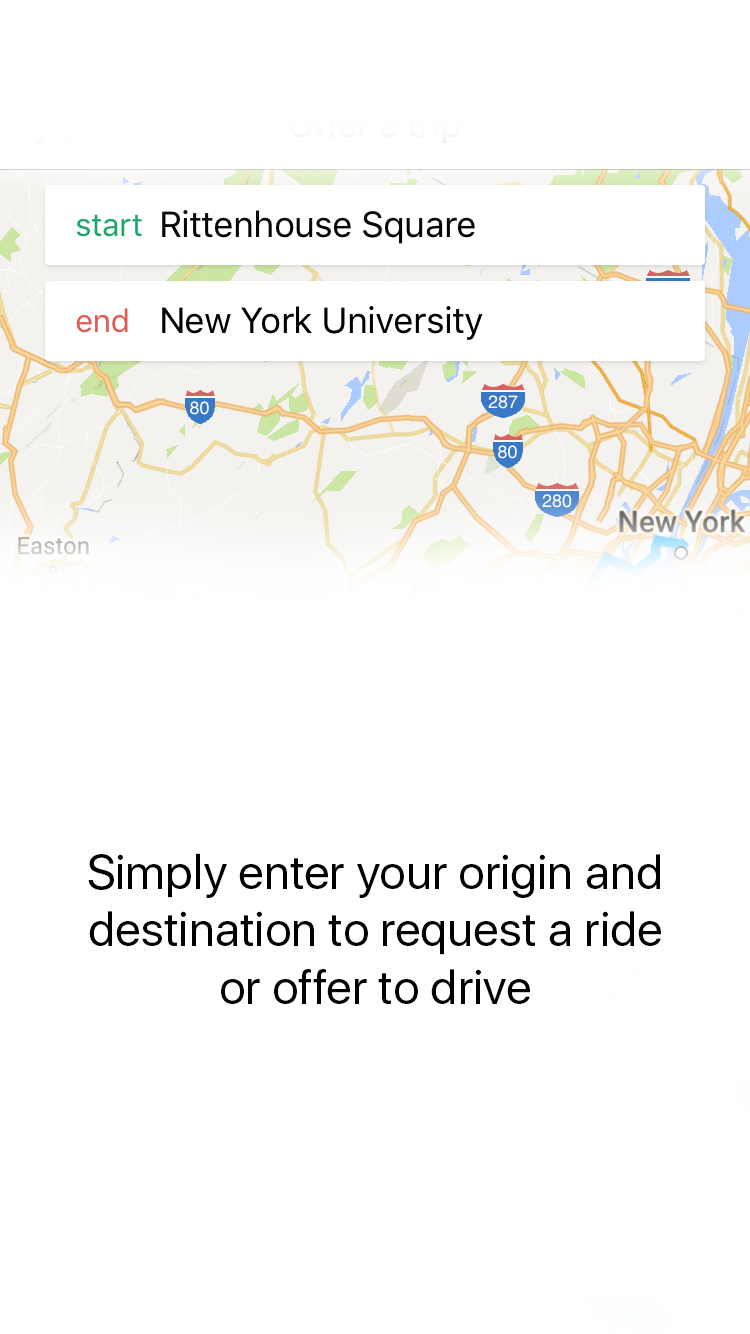 Offer a trip
start Rittenhouse Square
end New York University
80
287
80
280
New York
Easton
Simply enter your origin and
destination to request a ride
or offer to drive